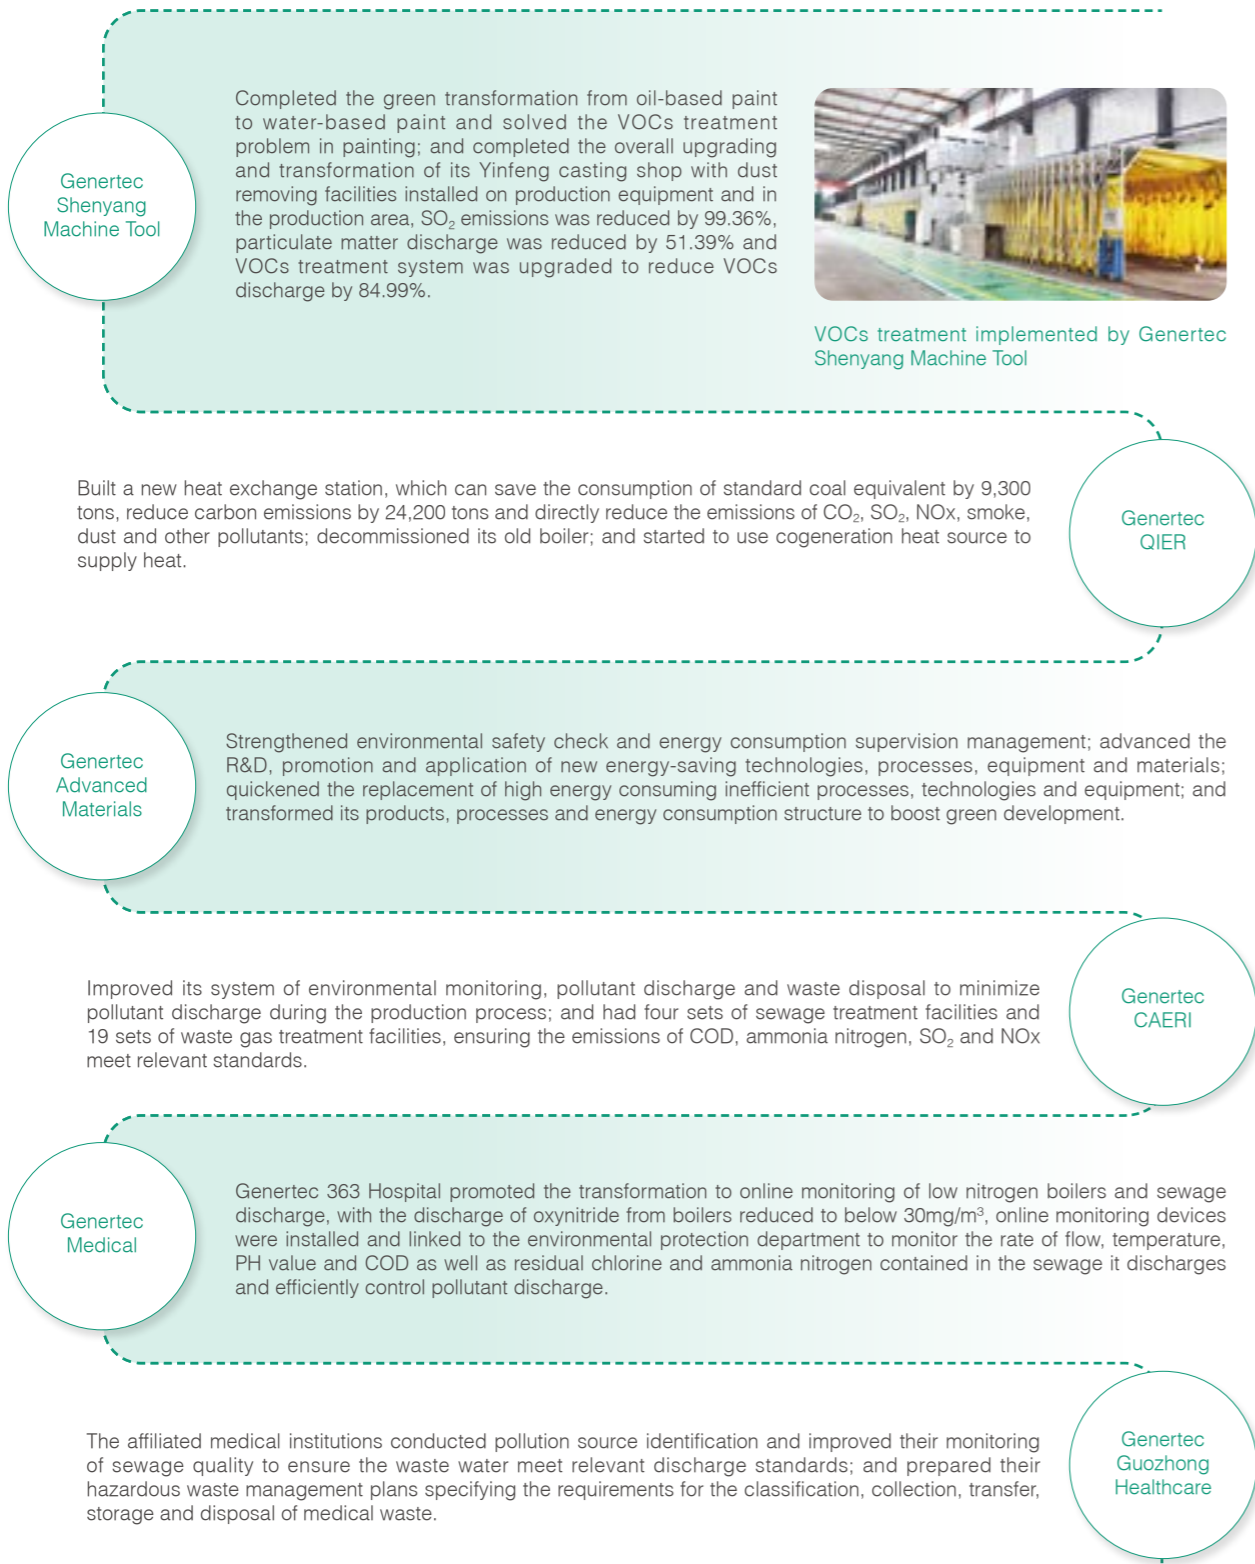 Genertec
Shenyang
Machine Tool
Completed the green transformation from oil-based paint
to water-based paint and solved the VOCs treatment
problem in painting; and completed the overall upgrading
and transformation of its Yinfeng casting shop with dust
removing facilities installed on production equipment and in
the production area, SO₂ emissions was reduced by 99.36%,
particulate matter discharge was reduced by 51.39% and
VOCs treatment system was upgraded to reduce VOCs
discharge by 84.99%.
VOCs treatment implemented by Genertec
Shenyang Machine Tool
Built a new heat exchange station, which can save the consumption of standard coal equivalent by 9,300
tons, reduce carbon emissions by 24,200 tons and directly reduce the emissions of CO₂, SO₂, NOx, smoke,
dust and other pollutants; decommissioned its old boiler; and started to use cogeneration heat source to
supply heat.
Genertec
QIER
Genertec
Advanced
Materials
Strengthened environmental safety check and energy consumption supervision management; advanced the
R&D, promotion and application of new energy-saving technologies, processes, equipment and materials;
quickened the replacement of high energy consuming inefficient processes, technologies and equipment; and
transformed its products, processes and energy consumption structure to boost green development.
Improved its system of environmental monitoring, pollutant discharge and waste disposal to minimize
pollutant discharge during the production process; and had four sets of sewage treatment facilities and
19 sets of waste gas treatment facilities, ensuring the emissions of COD, ammonia nitrogen, SO₂ and NOx
meet relevant standards.
Genertec
CAERI
Genertec
Medical
Genertec 363 Hospital promoted the transformation to online monitoring of low nitrogen boilers and sewage
discharge, with the discharge of oxynitride from boilers reduced to below 30mg/m³, online monitoring devices
were installed and linked to the environmental protection department to monitor the rate of flow, temperature,
PH value and COD as well as residual chlorine and ammonia nitrogen contained in the sewage it discharges
and efficiently control pollutant discharge.
The affiliated medical institutions conducted pollution source identification and improved their monitoring
of sewage quality to ensure the waste water meet relevant discharge standards; and prepared their
hazardous waste management plans specifying the requirements for the classification, collection, transfer,
storage and disposal of medical waste.
Genertec
Guozhong
Healthcare